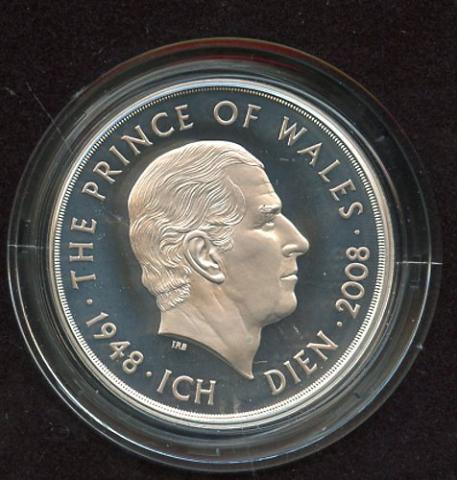 · THE PRINCE OF WALES ·
1948 · ICH DIEN · 2008
IRB